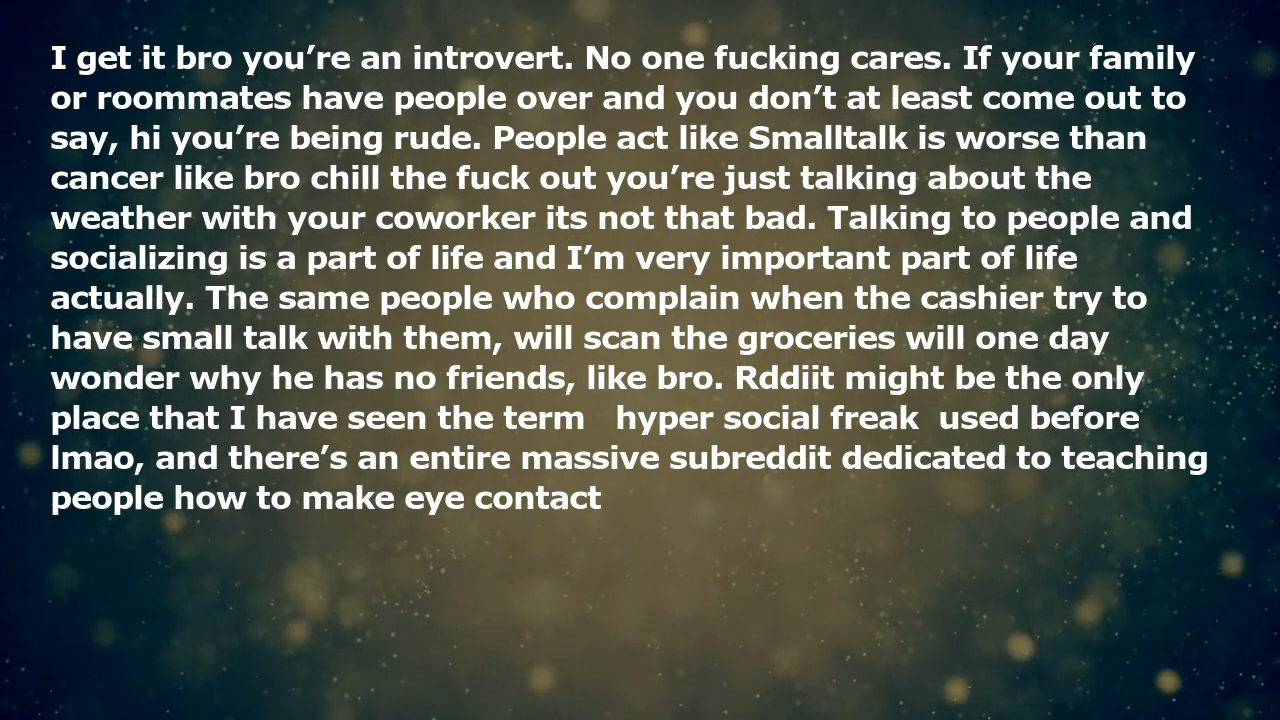 I get it bro you’re an introvert. No one fucking cares. If your family
or roommates have people over and you don’t at least come out to
say, hi you’re being rude. People act like Smalltalk is worse than
cancer like bro chill the fuck out you’re just talking about the
weather with your coworker its not that bad. Talking to people and
socializing is a part of life and I’m very important part of life
actually. The same people who complain when the cashier try to
have small talk with them, will scan the groceries will one day
wonder why he has no friends, like bro. Rddiit might be the only
place that I have seen the term   hyper social freak  used before
lmao, and there’s an entire massive subreddit dedicated to teaching
people how to make eye contact